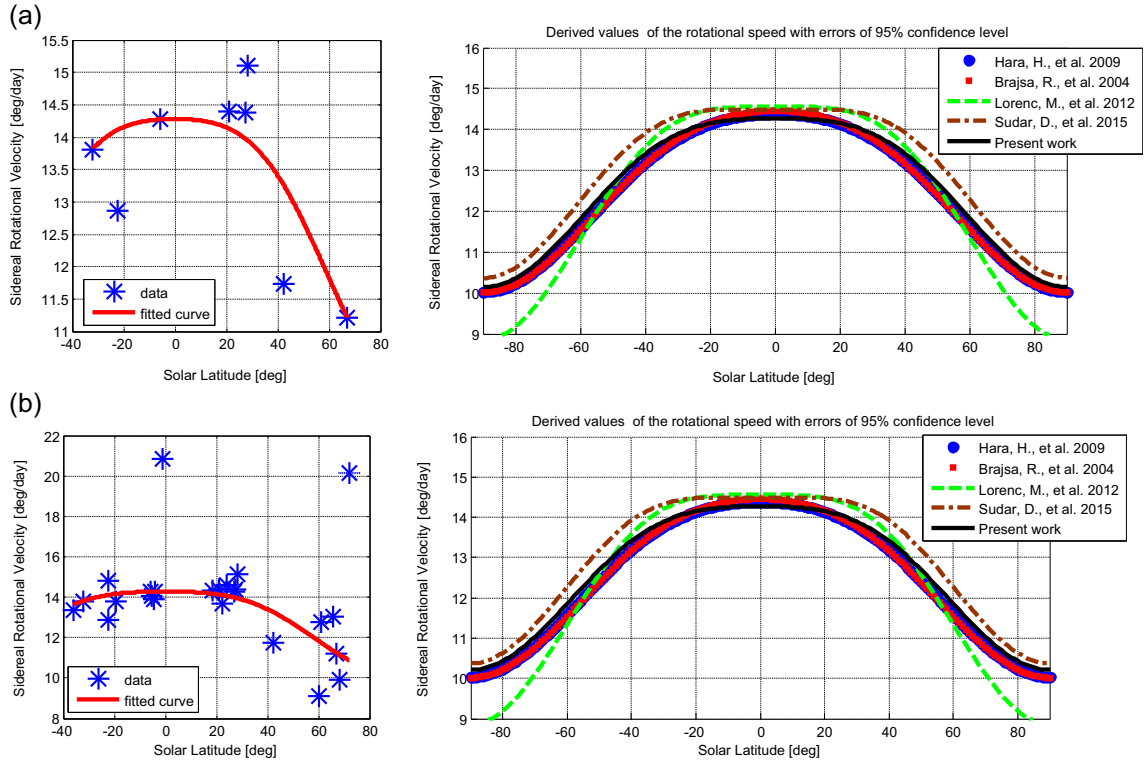 (a)
15.5
15
14.5
14
13.5
13
12.5
12
11.5
11
-40 -20 0 20 40 60 80
Sidereal Rotational Velocity [deg/day]
Solar Latitude [deg]
data
fitted curve
Derived values of the rotational speed with errors of 95% confidence level
16
15
14
13
12
11
10
9
-80 -60 -40 -20 0 20 40 60 80
Sidereal Rotational Velocity [deg/day]
Solar Latitude [deg]
Hara, H., et al. 2009
Brajsa, R., et al. 2004
Lorenc, M., et al. 2012
Sudar, D., et al. 2015
Present work
(b)
22
20
18
16
14
12
10
8
-40 -20 0 20 40 60 80
Sidereal Rotational Velocity [deg/day]
Solar Latitude [deg]
data
fitted curve
Derived values of the rotational speed with errors of 95% confidence level
16
15
14
13
12
11
10
9
-80 -60 -40 -20 0 20 40 60 80
Sidereal Rotational Velocity [deg/day]
Solar Latitude [deg]
Hara, H., et al. 2009
Brajsa, R., et al. 2004
Lorenc, M., et al. 2012
Sudar, D., et al. 2015
Present work